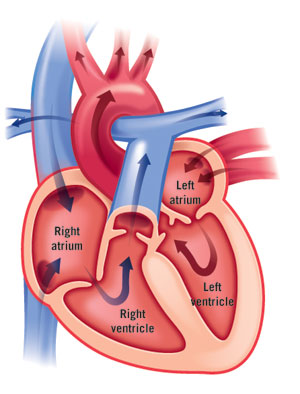 Left
atrium
Right
atrium
Left
ventricle
Right
ventricle